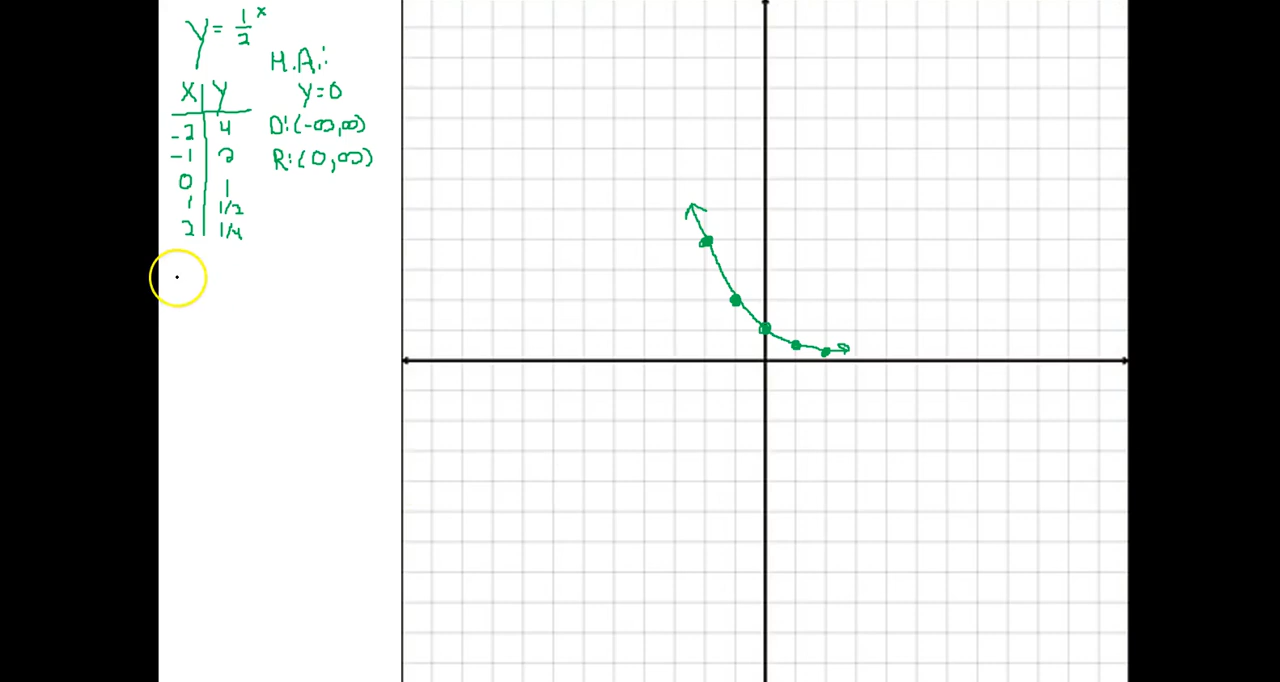 y = 1/2^x
H.A.:
y=0
X | Y
-2 | 4
-1 | 2
0 | 1
1 | 1/2
2 | 1/4
D:(-∞,∞)
R:(0,∞)